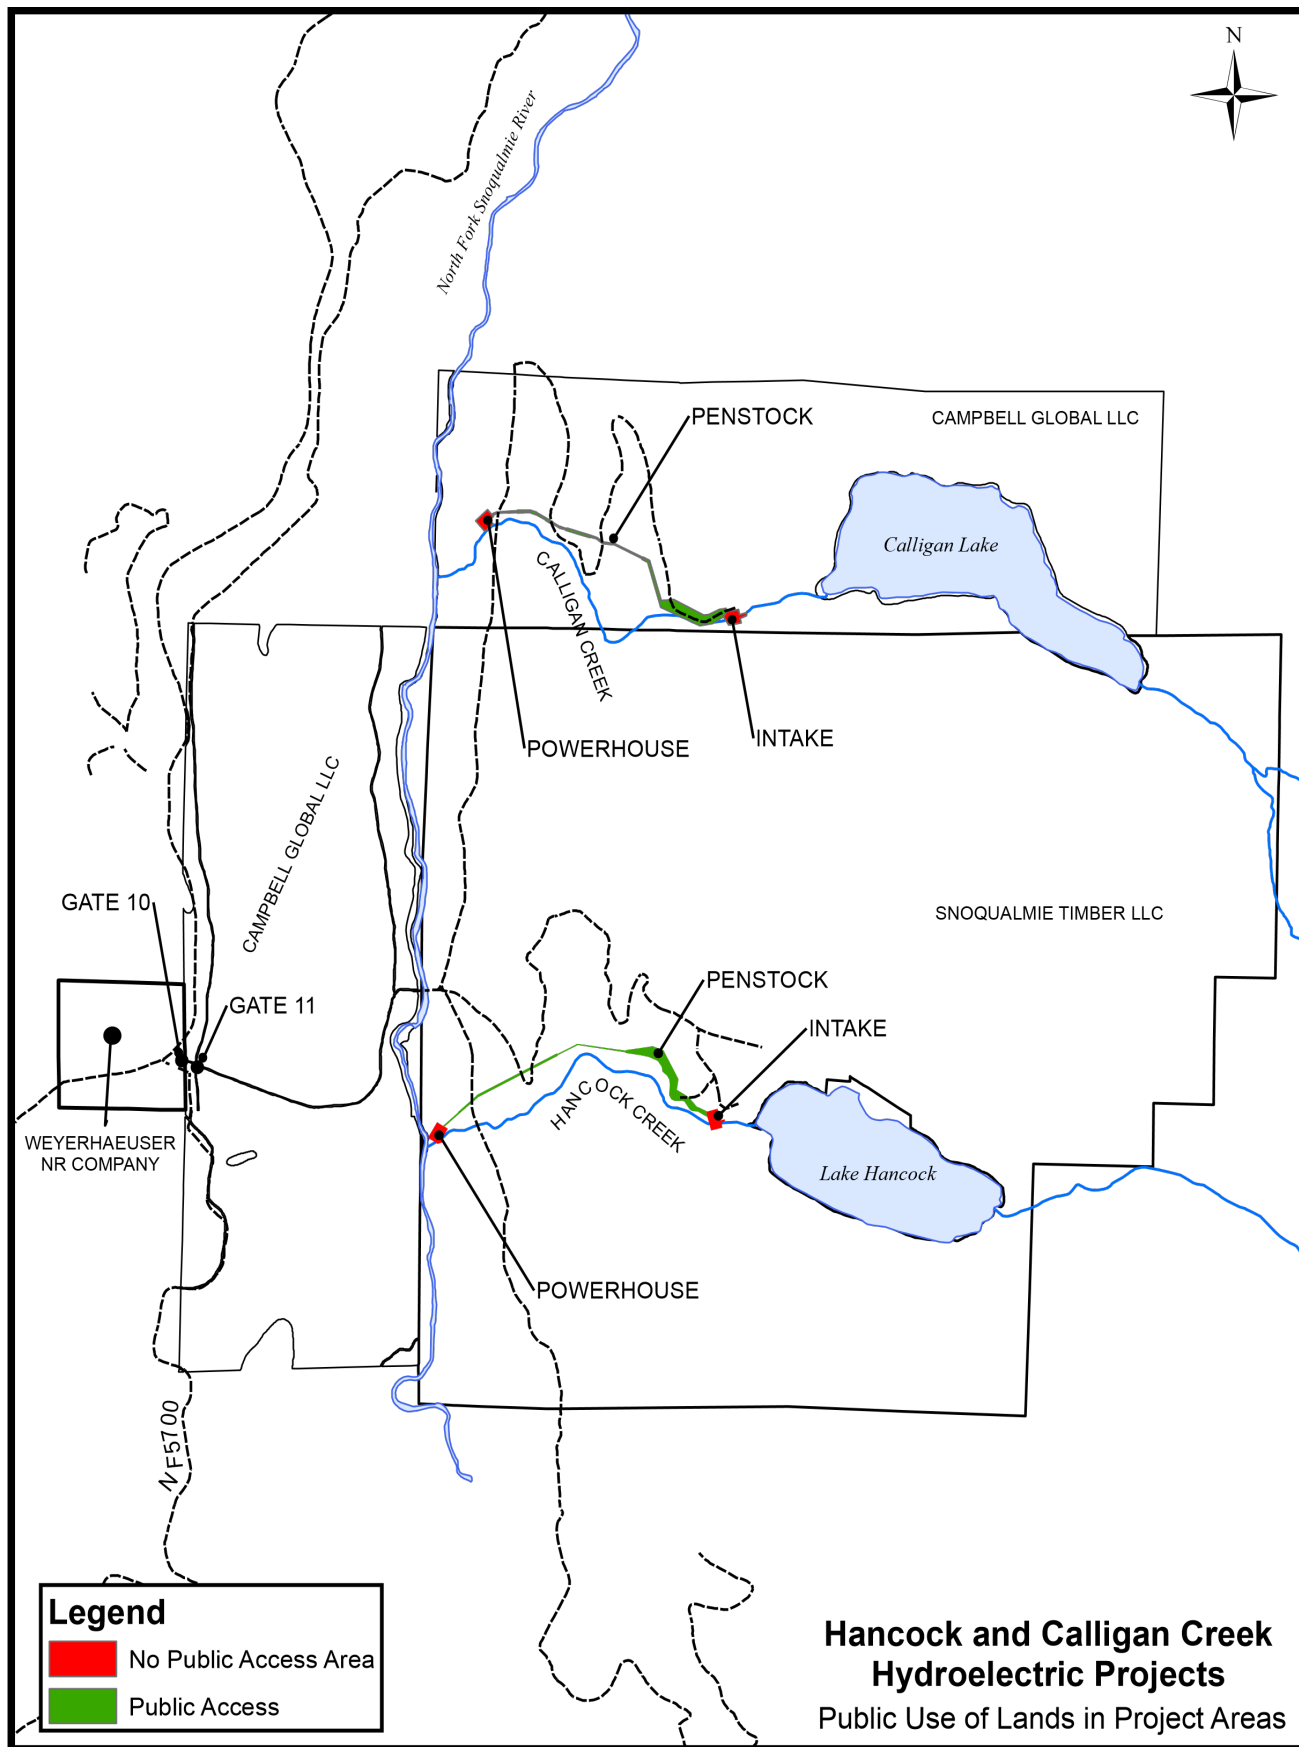 N
North Fork Snoqualmie River
PENSTOCK
CAMPBELL GLOBAL LLC
Calligan Lake
CALLIGAN CREEK
POWERHOUSE
INTAKE
CAMPBELL GLOBAL LLC
GATE 10
SNOQUALMIE TIMBER LLC
PENSTOCK
GATE 11
INTAKE
HANCOCK CREEK
WEYERHAEUSER
NR COMPANY
Lake Hancock
POWERHOUSE
NF5700
Legend
No Public Access Area
Public Access
Hancock and Calligan Creek
Hydroelectric Projects
Public Use of Lands in Project Areas